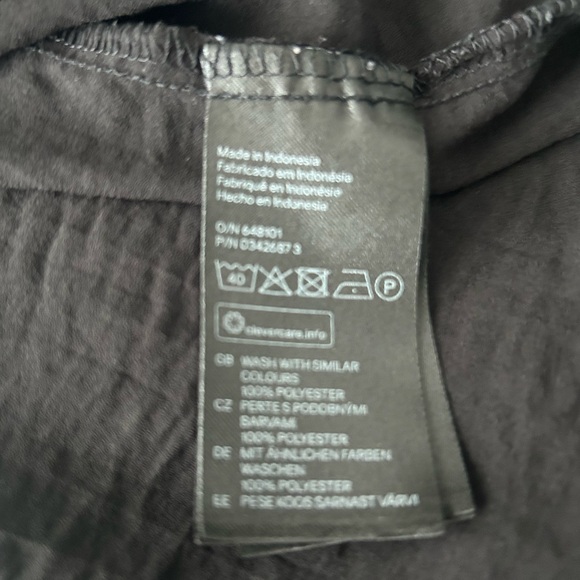 Made in Indonesia
Fabricado em Indonésia
Fabriqué en Indonésie
Hecho en Indonesia
O/N 648101
P/N 0342687 3
40 P
clevercare.info
GB WASH WITH SIMILAR
COLOURS
100% POLYESTER
CZ PERTE S PODOBNÝMI
BARVAMI
100% POLYESTER
DE MIT ÄHNLICHEN FARBEN
WASCHEN
100% POLYESTER
EE PESE KOOS SARNAST VÄRVI